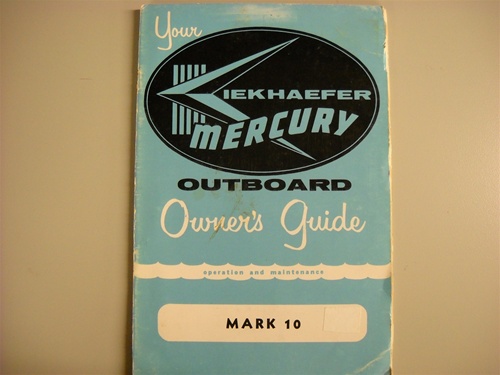 Your
KIEKHAEFER
MERCURY
OUTBOARD
Owner's Guide
operation and maintenance
MARK 10